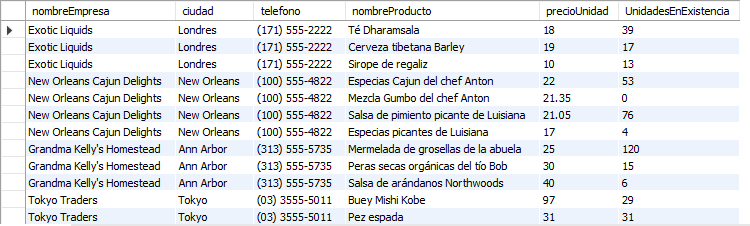 nombreEmpresa ciudad telefono nombreProducto precioUnidad UnidadesEnExistencia
Exotic Liquids Londres (171) 555-2222 Té Dharamsala 18 39
Exotic Liquids Londres (171) 555-2222 Cerveza tibetana Barley 19 17
Exotic Liquids Londres (171) 555-2222 Sirope de regaliz 10 13
New Orleans Cajun Delights New Orleans (100) 555-4822 Especias Cajun del chef Anton 22 53
New Orleans Cajun Delights New Orleans (100) 555-4822 Mezcla Gumbo del chef Anton 21.35 0
New Orleans Cajun Delights New Orleans (100) 555-4822 Salsa de pimiento picante de Luisiana 21.05 76
New Orleans Cajun Delights New Orleans (100) 555-4822 Especias picantes de Luisiana 17 4
Grandma Kelly's Homestead Ann Arbor (313) 555-5735 Mermelada de grosellas de la abuela 25 120
Grandma Kelly's Homestead Ann Arbor (313) 555-5735 Peras secas orgánicas del tío Bob 30 15
Grandma Kelly's Homestead Ann Arbor (313) 555-5735 Salsa de arándanos Northwoods 40 6
Tokyo Traders Tokyo (03) 3555-5011 Buey Mishi Kobe 97 29
Tokyo Traders Tokyo (03) 3555-5011 Pez espada 31 31